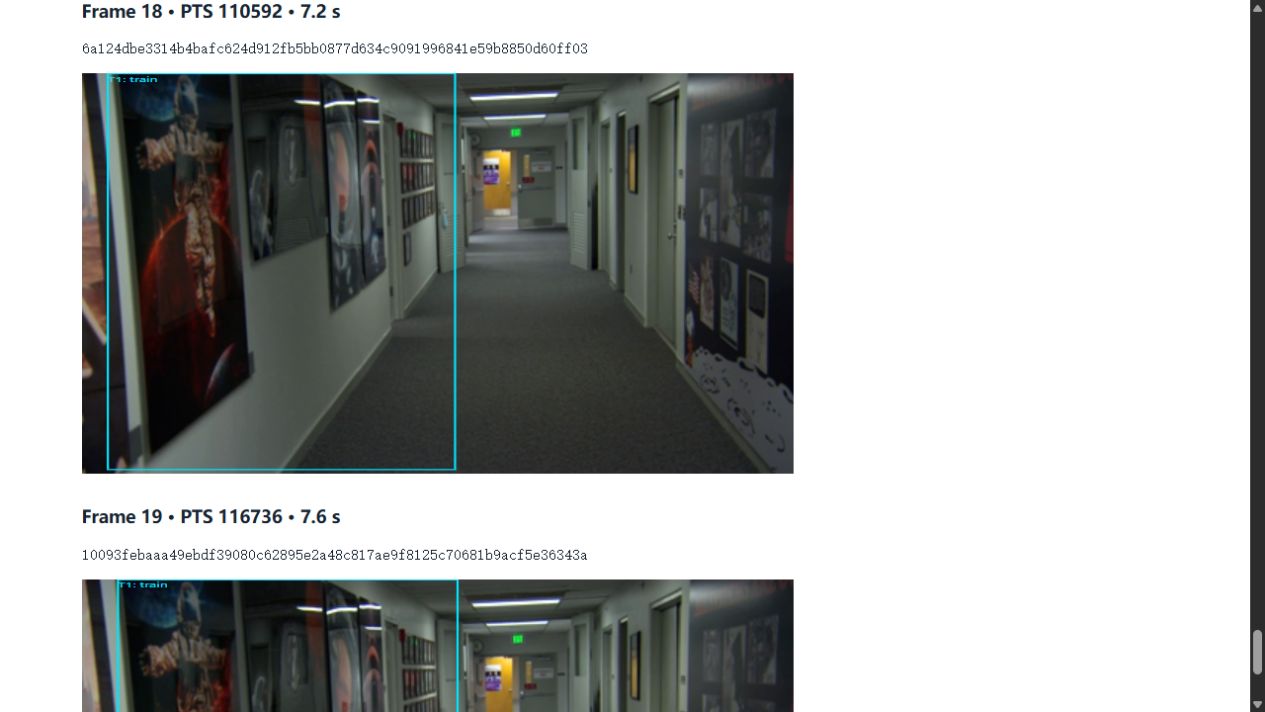 Frame 18 • PTS 110592 • 7.2 s
6a124dbe3314b4bafc624d912fb5bb0877d634c9091996841e59b8850d60ff03
T1: train
Frame 19 • PTS 116736 • 7.6 s
10093febaaa49ebdf39080c62895e2a48c817ae9f8125c70681b9acf5e36343a
T1: train